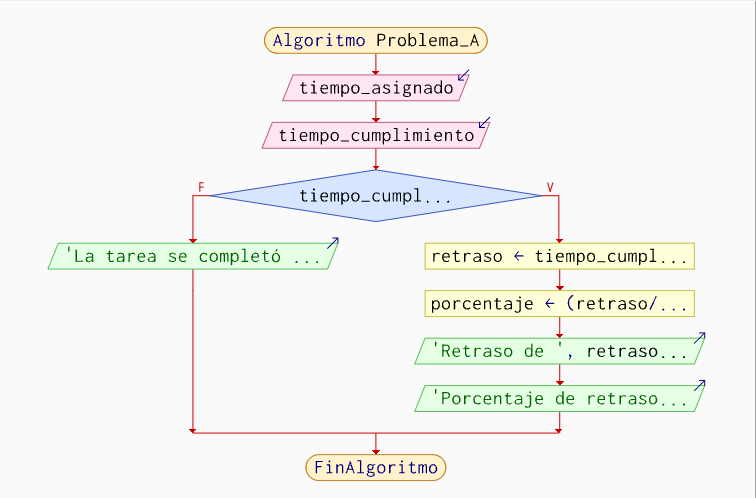 Algoritmo Problema_A
tiempo_asignado
tiempo_cumplimiento
F
V
tiempo_cumpl...
'La tarea se completó ...
retraso ← tiempo_cumpl...
porcentaje ← (retraso/...
'Retraso de ', retraso...
'Porcentaje de retraso...
FinAlgoritmo